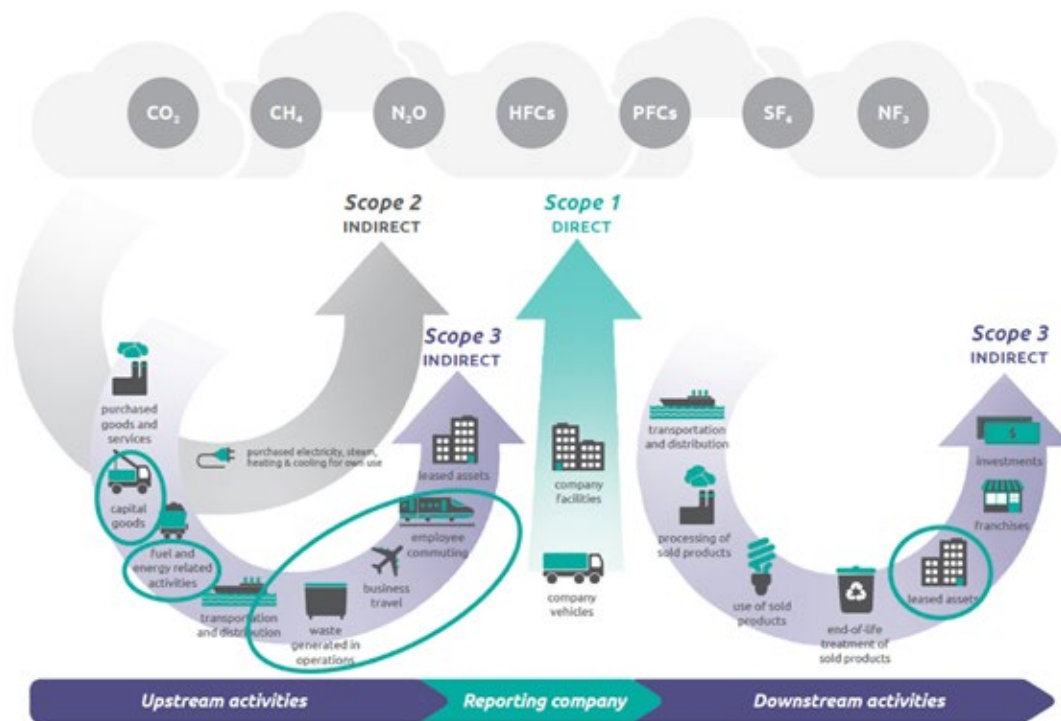 CO₂ CH₄ N₂O HFCs PFCs SF₆ NF₃
Scope 2
INDIRECT
Scope 1
DIRECT
Scope 3
INDIRECT
Scope 3
INDIRECT
purchased
goods and
services
capital
goods
fuel and
energy related
activities
transportation
and distribution
purchased electricity, steam,
heating & cooling for own use
waste
generated in
operations
business
travel
employee
commuting
leased assets
company
facilities
company
vehicles
transportation
and distribution
processing of
sold products
use of sold
products
end-of-life
treatment of
sold products
leased assets
franchises
$
investments
Upstream activities
Reporting company
Downstream activities